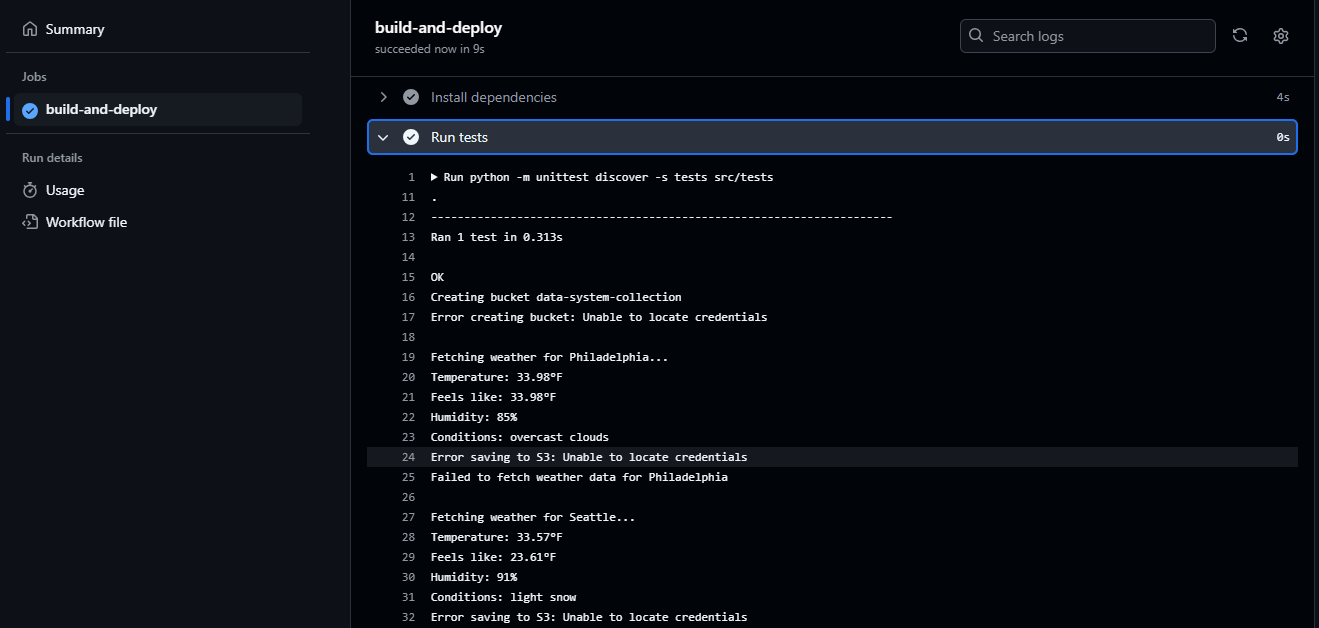 Summary
Jobs
build-and-deploy
Run details
Usage
Workflow file
build-and-deploy
succeeded now in 9s
Search logs
Install dependencies 4s
Run tests 0s
1 Run python -m unittest discover -s tests src/tests
11 .
12 ----------------------------------------------------------------------
13 Ran 1 test in 0.313s
14
15 OK
16 Creating bucket data-system-collection
17 Error creating bucket: Unable to locate credentials
18
19 Fetching weather for Philadelphia...
20 Temperature: 33.98°F
21 Feels like: 33.98°F
22 Humidity: 85%
23 Conditions: overcast clouds
24 Error saving to S3: Unable to locate credentials
25 Failed to fetch weather data for Philadelphia
26
27 Fetching weather for Seattle...
28 Temperature: 33.57°F
29 Feels like: 23.61°F
30 Humidity: 91%
31 Conditions: light snow
32 Error saving to S3: Unable to locate credentials